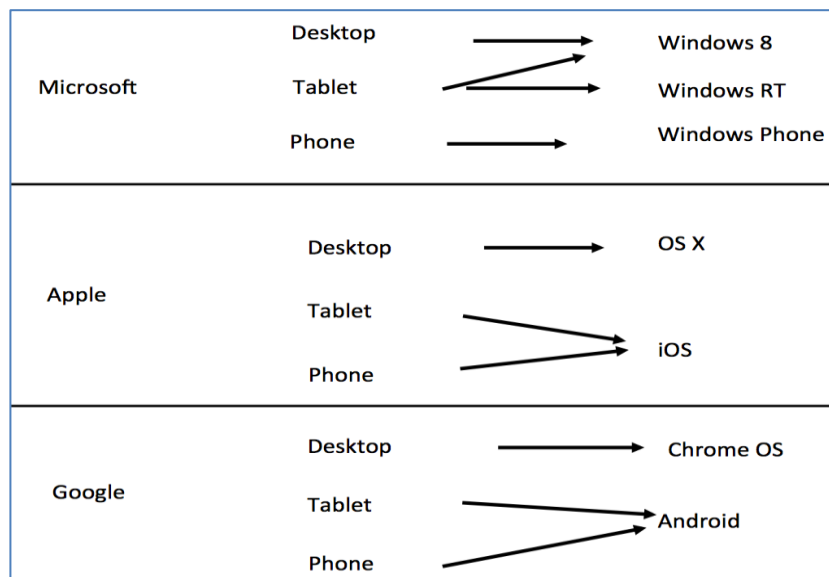 Desktop Windows 8
Microsoft Tablet Windows RT
Phone Windows Phone
Desktop OS X
Apple
Tablet
iOS
Phone
Desktop Chrome OS
Google
Tablet
Android
Phone